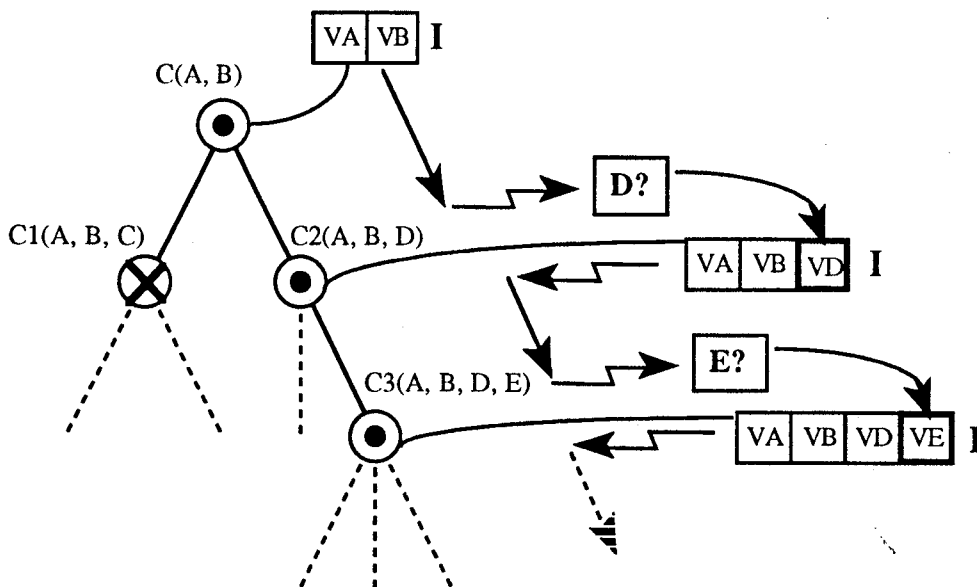 VA VB I
C(A, B)
D?
C1(A, B, C)
C2(A, B, D)
VA VB VD I
E?
C3(A, B, D, E)
VA VB VD VE I